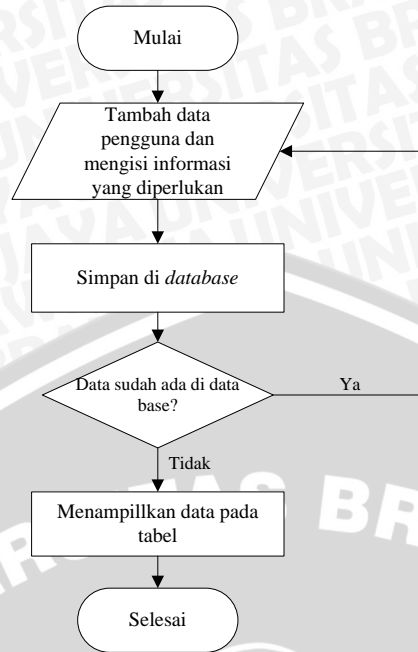 Mulai
Tambah data
pengguna dan
mengisi informasi
yang diperlukan
Simpan di database
Data sudah ada di data
base?
Ya
Tidak
Menampillkan data pada
tabel
Selesai